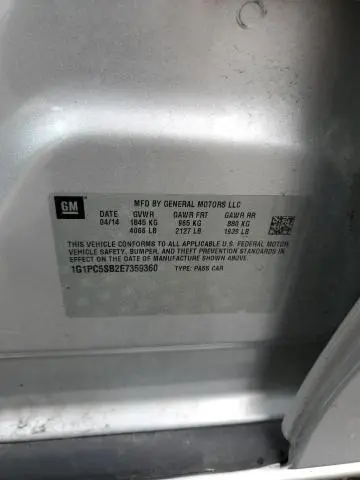 GM
MFD BY GENERAL MOTORS LLC
DATE GVWR GAWR FRT GAWR RR
04/14 1845 KG 965 KG 880 KG
4066 LB 2127 LB 1939 LB
THIS VEHICLE CONFORMS TO ALL APPLICABLE U.S. FEDERAL MOTOR
VEHICLE SAFETY, BUMPER, AND THEFT PREVENTION STANDARDS IN
EFFECT ON THE DATE OF MANUFACTURE SHOWN ABOVE.
1G1PC5SB2E7359360 TYPE: PASS CAR